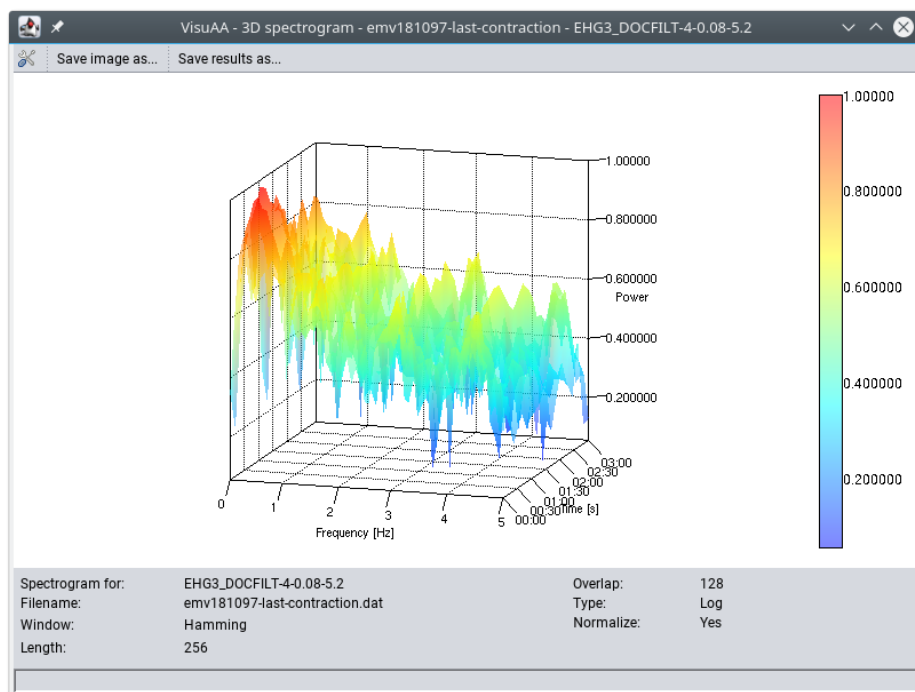 VisuAA - 3D spectrogram - emv181097-last-contraction - EHG3_DOCFILT-4-0.08-5.2
Save image as... Save results as...
1.00000
0.800000
0.600000
Power
0.400000
0.200000
1.00000
0.800000
0.600000
0.400000
0.200000
0 1 2 3 4 5
Frequency [Hz]
00:00 00:30 01:00 01:30 02:00 02:30 03:00
Time [s]
Spectrogram for: EHG3_DOCFILT-4-0.08-5.2 Overlap: 128
Filename: emv181097-last-contraction.dat Type: Log
Window: Hamming Normalize: Yes
Length: 256